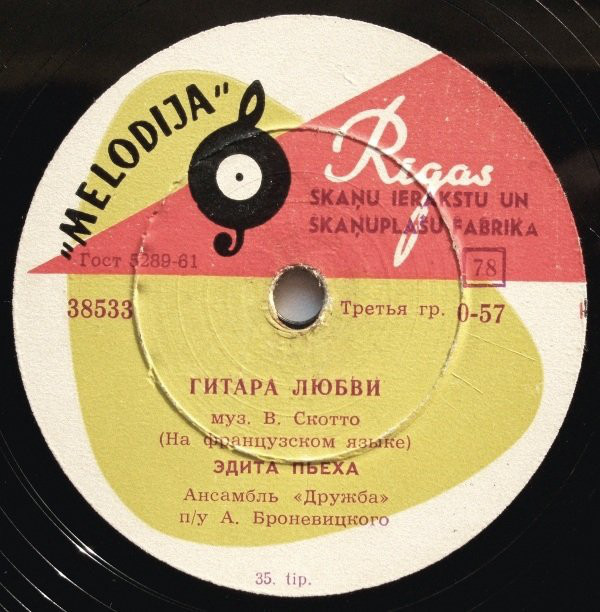 "MELODIJA"
Rīgas
SKAŅU IERAKSTU UN
SKAŅUPLAŠU FABRIKA
Гост 5289-61
78
38533
Третья гр. 0-57
ГИТАРА ЛЮБВИ
муз. В. Скотто
(На французском языке)
ЭДИТА ПЬЕХА
Ансамбль «Дружба»
п/у А. Броневицкого
35. tip.